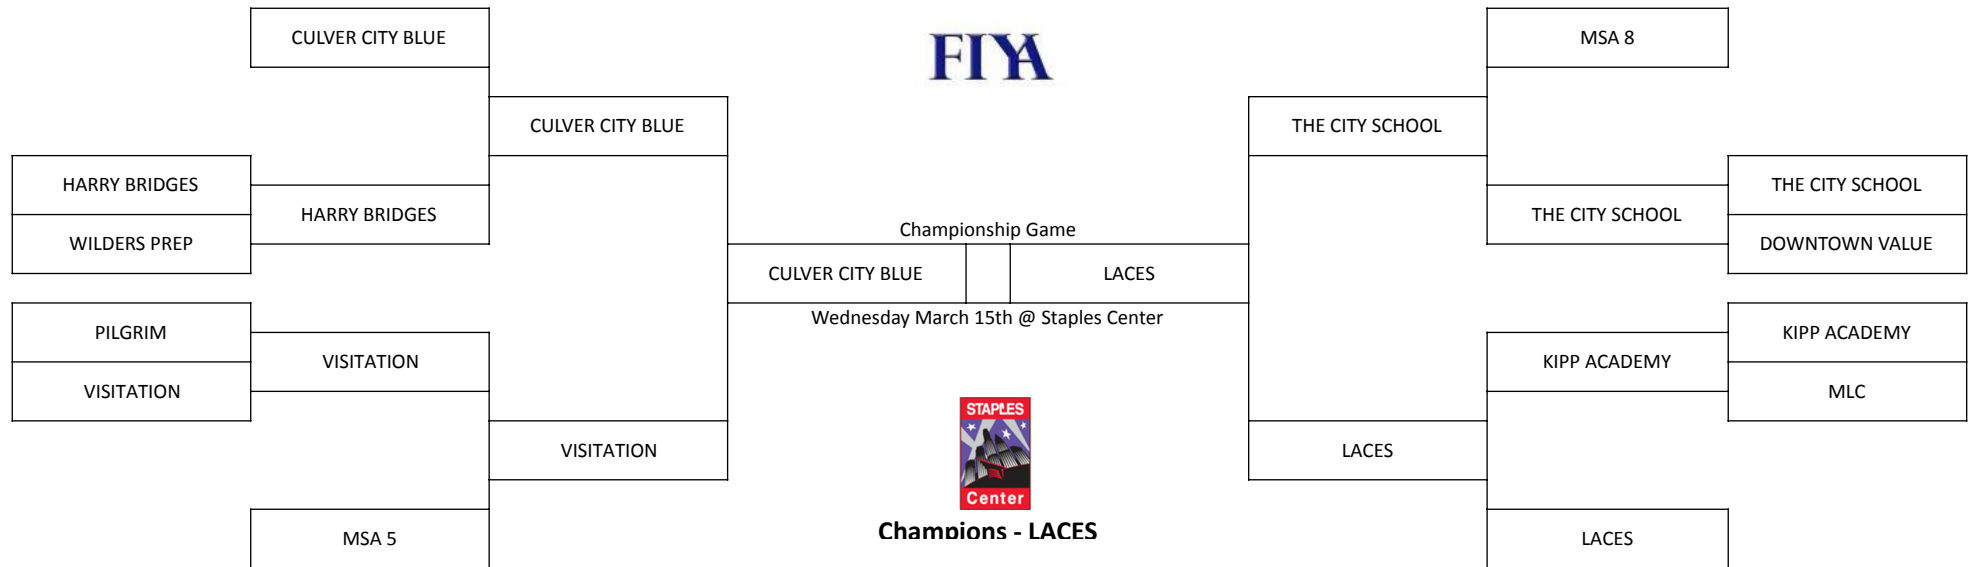 CULVER CITY BLUE
FIYA
MSA 8
CULVER CITY BLUE
THE CITY SCHOOL
HARRY BRIDGES
HARRY BRIDGES
WILDERS PREP
THE CITY SCHOOL
THE CITY SCHOOL
DOWNTOWN VALUE
Championship Game
CULVER CITY BLUE
LACES
Wednesday March 15th @ Staples Center
PILGRIM
VISITATION
VISITATION
KIPP ACADEMY
KIPP ACADEMY
MLC
VISITATION
LACES
STAPLES
Center
Champions - LACES
MSA 5
LACES